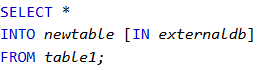 SELECT *
INTO newtable [IN externaldb]
FROM table1;